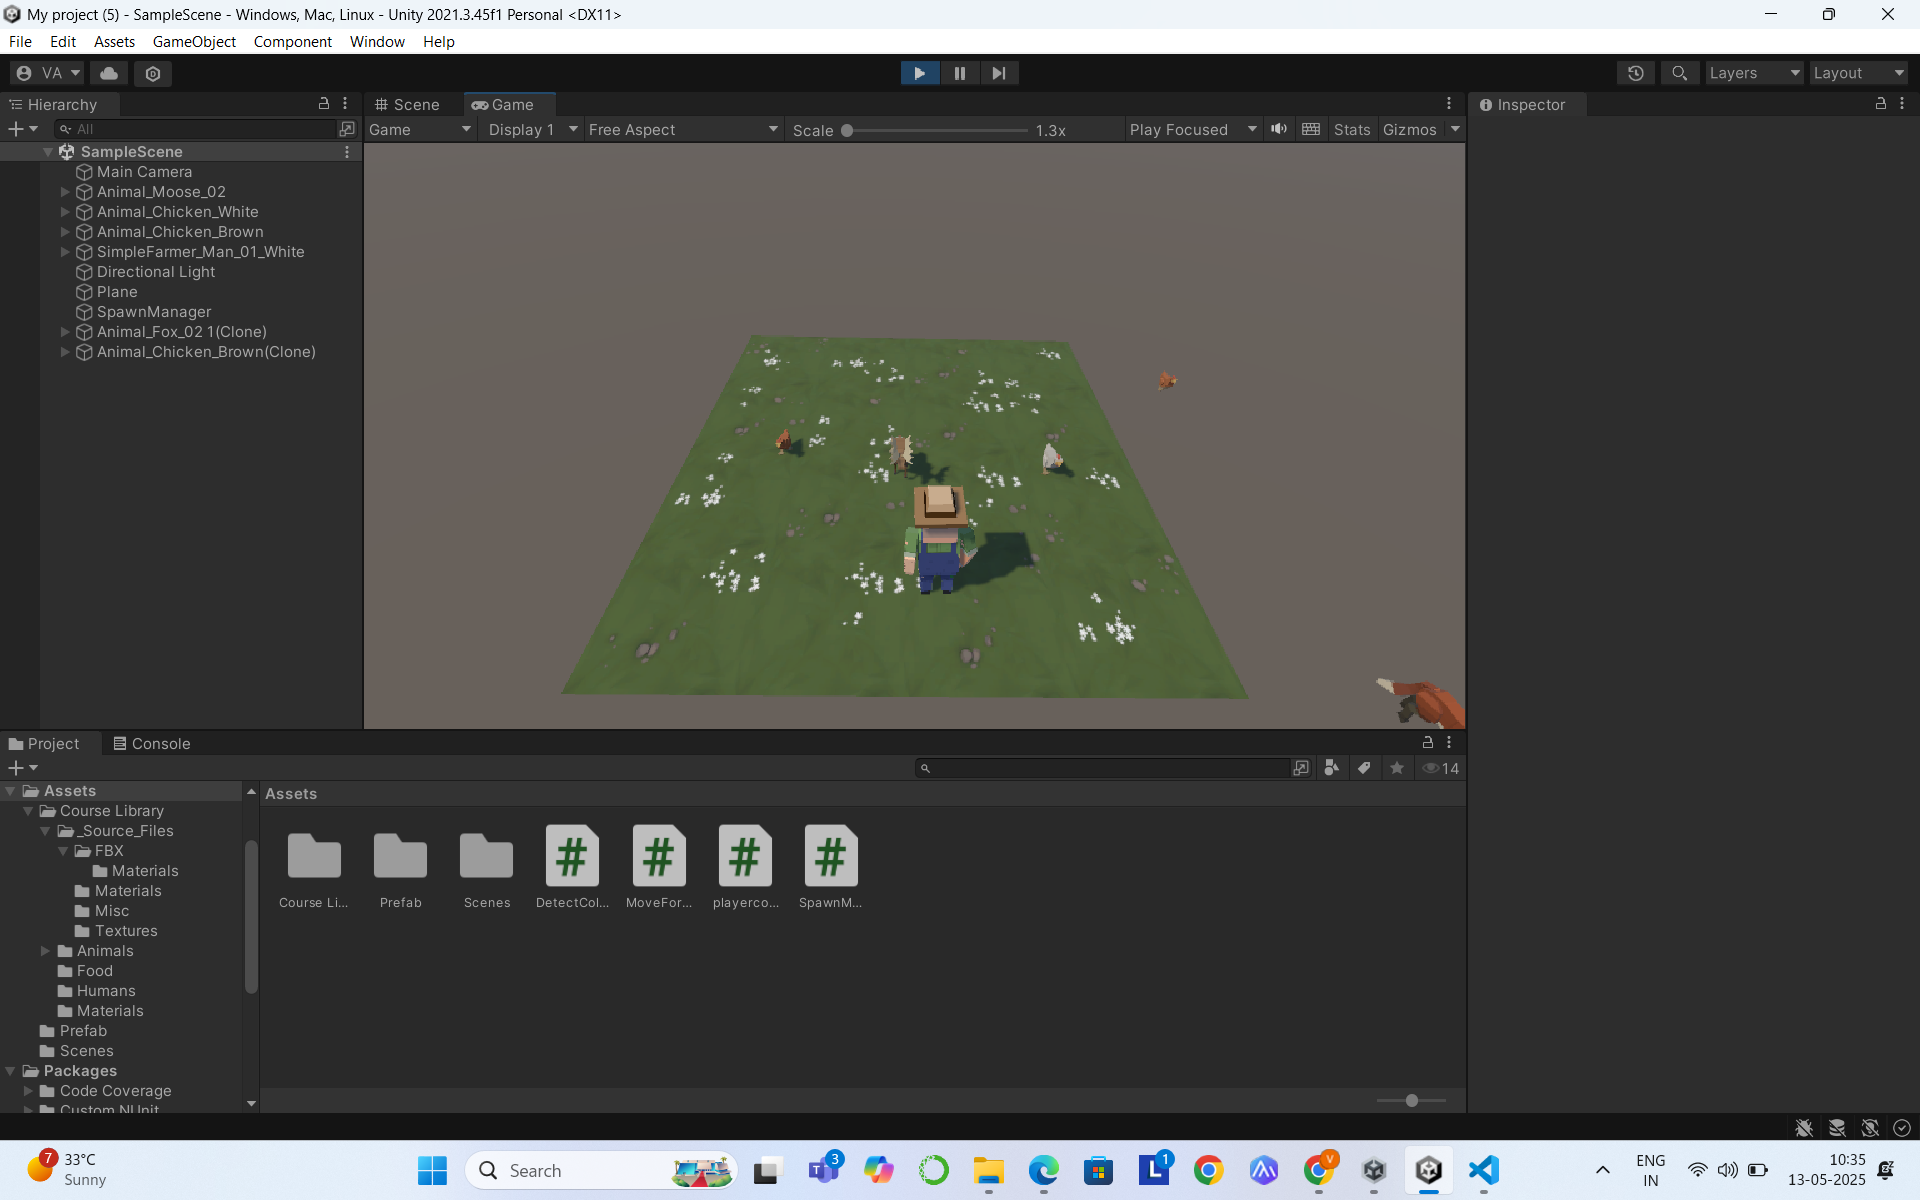 My project (5) - SampleScene - Windows, Mac, Linux - Unity 2021.3.45f1 Personal <DX11>
File Edit Assets GameObject Component Window Help
VA Layers Layout
Hierarchy Scene Game Inspector
All Game Display 1 Free Aspect Scale 1.3x Play Focused Stats Gizmos
SampleScene
Main Camera
Animal_Moose_02
Animal_Chicken_White
Animal_Chicken_Brown
SimpleFarmer_Man_01_White
Directional Light
Plane
SpawnManager
Animal_Fox_02 1(Clone)
Animal_Chicken_Brown(Clone)
Project Console
14
Assets
Course Library
_Source_Files
FBX
Materials
Materials
Misc
Textures
Animals
Food
Humans
Materials
Prefab
Scenes
Packages
Code Coverage
Custom NUnit
Assets
# # # #
Course Li... Prefab Scenes DetectCol... MoveFor... playerco... SpawnM...
7 33°C
Sunny
Search
3
1
V
ENG
IN
10:35
13-05-2025